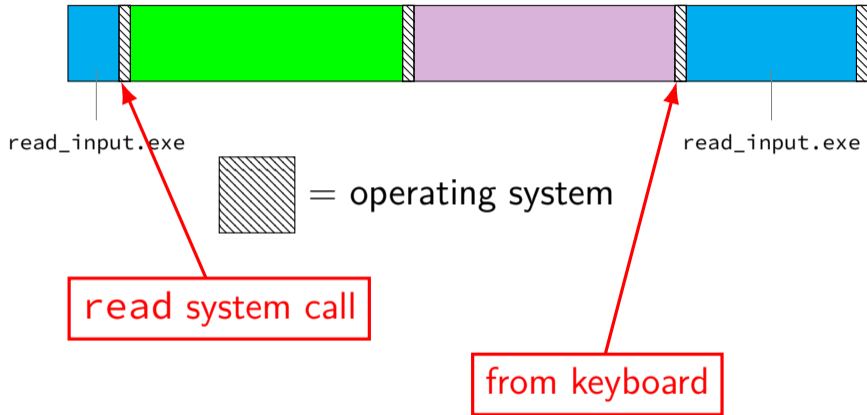 read_input.exe
read_input.exe
= operating system
read system call
from keyboard